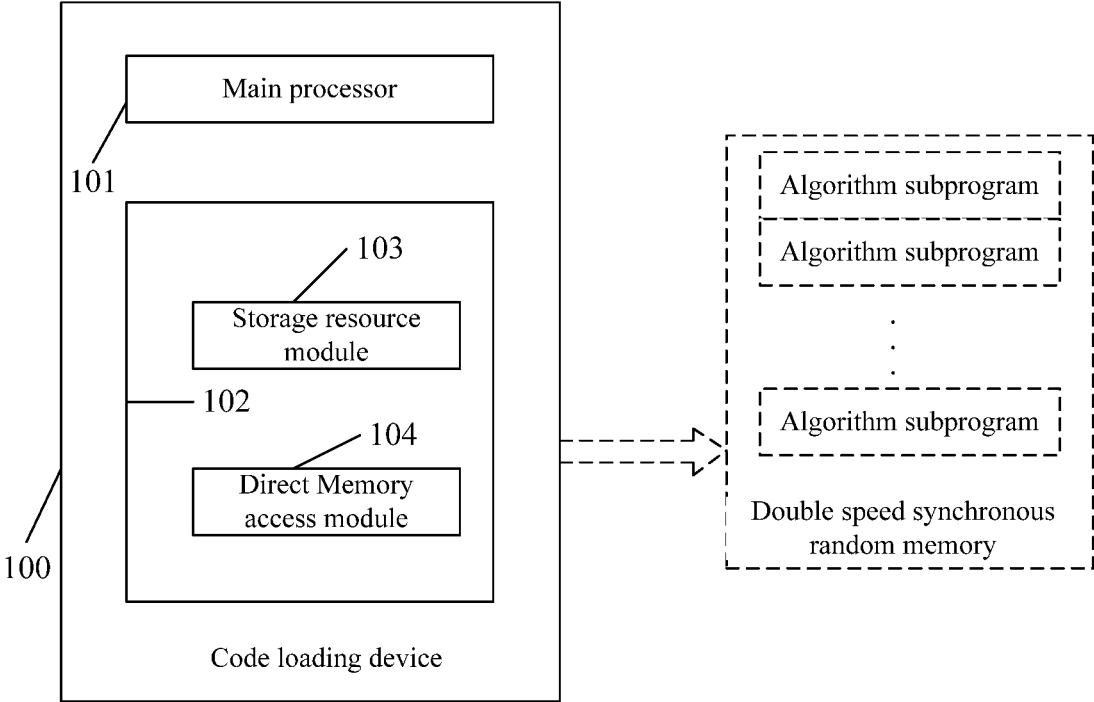 Main processor
101
103
Storage resource
module
102
104
Direct Memory
access module
100
Code loading device
Algorithm subprogram
Algorithm subprogram
.
.
.
Algorithm subprogram
Double speed synchronous
random memory